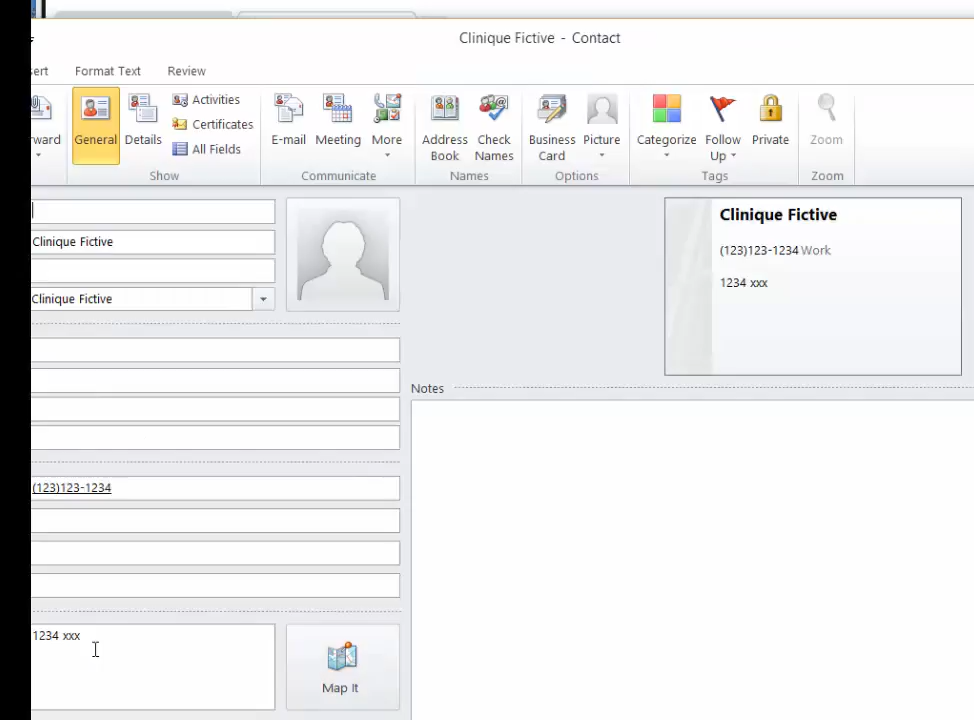 Clinique Fictive - Contact
sert Format Text Review
ward General Details Activities Certificates All Fields E-mail Meeting More Address Book Check Names Business Card Picture Categorize Follow Up Private Zoom
Show Communicate Names Options Tags Zoom
Clinique Fictive
Clinique Fictive
Clinique Fictive
(123)123-1234 Work
1234 xxx
Notes
(123)123-1234
1234 xxx
Map It